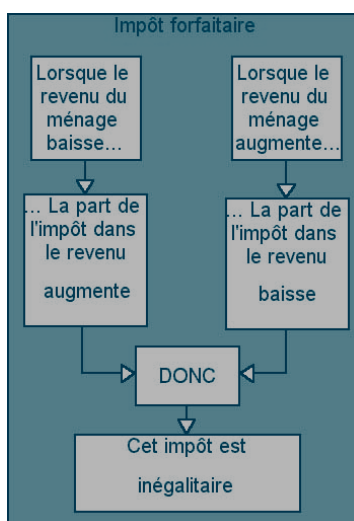 Impôt forfaitaire
Lorsque le
revenu du
ménage
baisse...
Lorsque le
revenu du
ménage
augmente...
... La part de
l'impôt dans
le revenu
augmente
... La part de
l'impôt dans
le revenu
baisse
DONC
Cet impôt est
inégalitaire